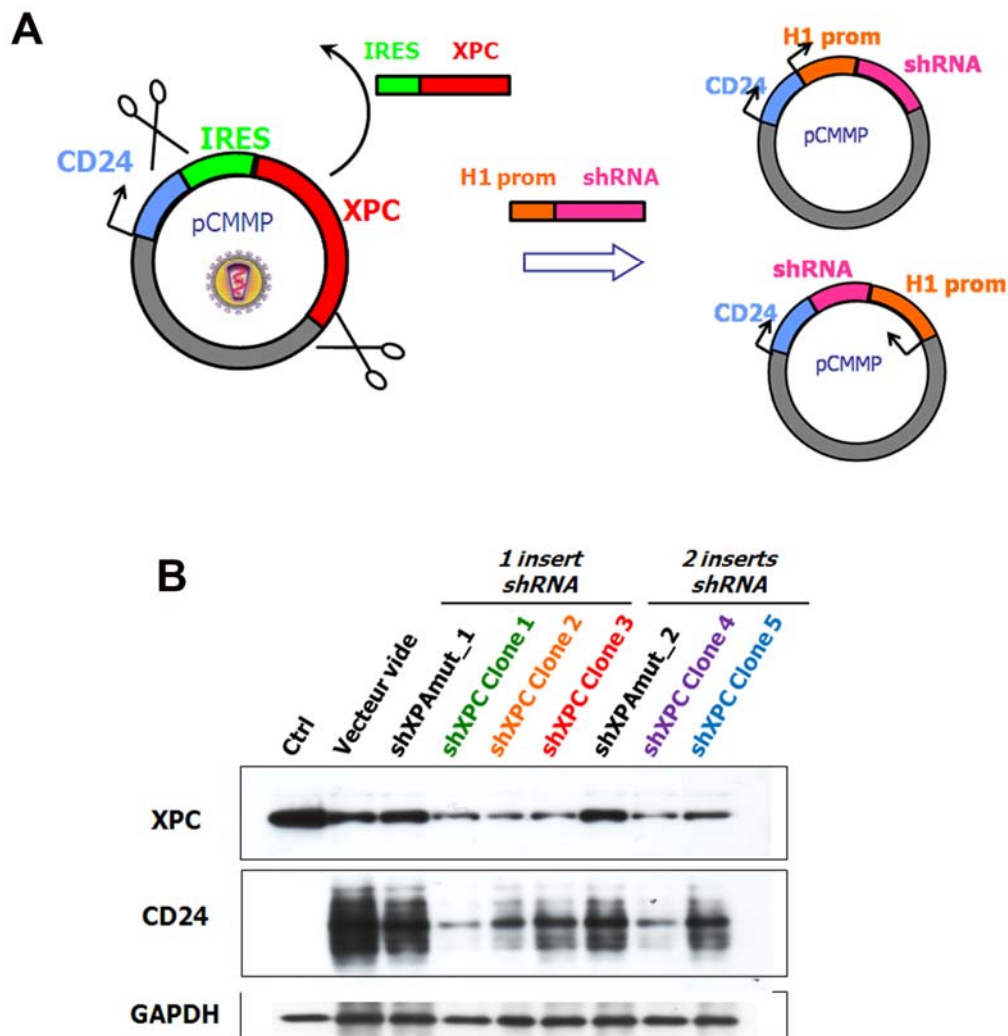 A
IRES XPC
IRES
CD24
XPC
pCMMP
H1 prom shRNA
H1 prom
shRNA
CD24
pCMMP
shRNA
H1 prom
CD24
pCMMP
B
1 insert
shRNA
2 inserts
shRNA
Ctrl
Vecteur vide
shXPAmut_1
shXPC Clone 1
shXPC Clone 2
shXPC Clone 3
shXPAmut_2
shXPC Clone 4
shXPC Clone 5
XPC
CD24
GAPDH